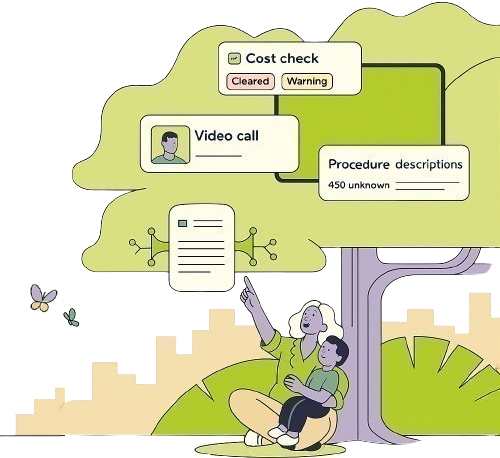 Cost check
Cleared Warning
Video call
Procedure descriptions
450 unknown